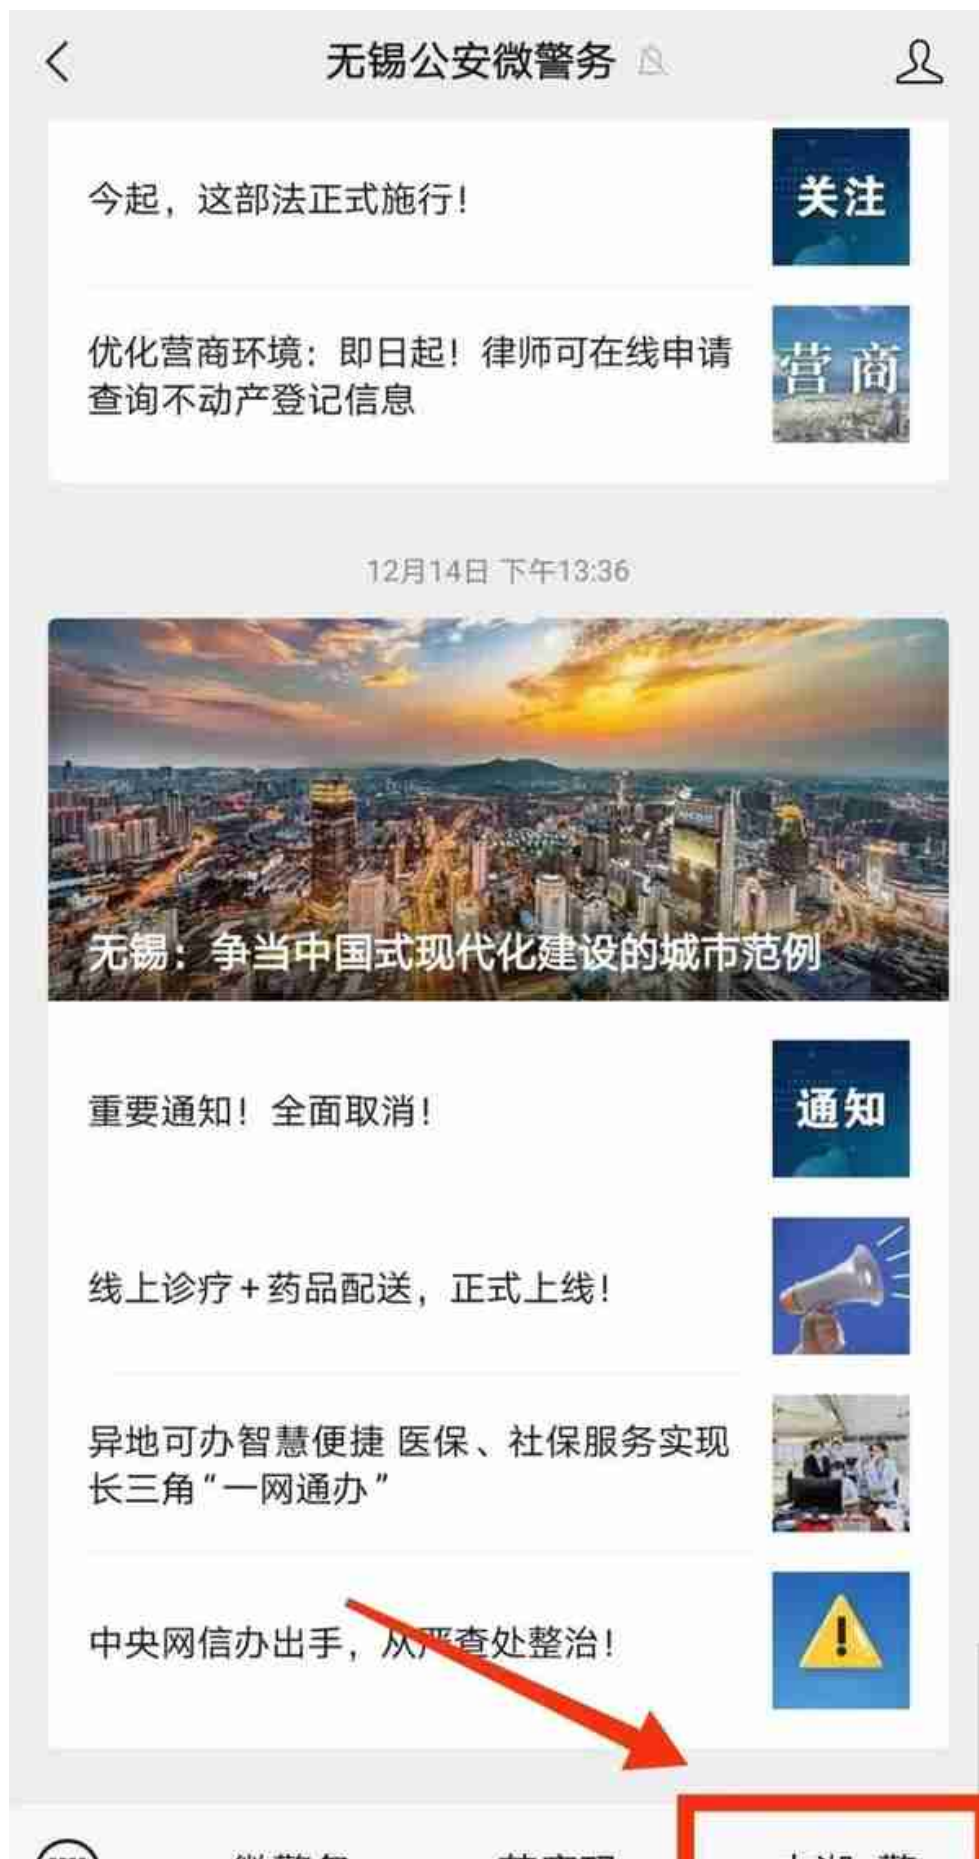 无锡公安微警务
今起，这部法正式施行！
关注
优化营商环境：即日起！律师可在线申请
查询不动产登记信息
营商
12月14日 下午13:36
无锡：争当中国式现代化建设的城市范例
重要通知！全面取消！
通知
线上诊疗+药品配送，正式上线！
异地可办智慧便捷 医保、社保服务实现
长三角“一网通办”
中央网信办出手，从严查处整治！